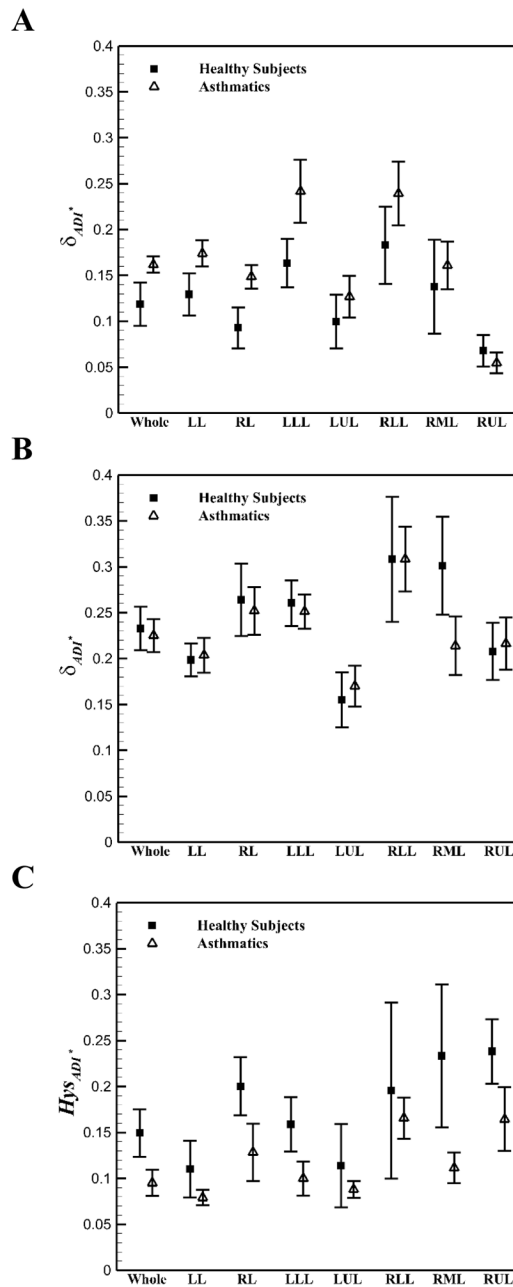 A
0.4
Healthy Subjects
0.35
Asthmatics
0.3
0.25
δADI*
0.2
0.15
0.1
0.05
0
Whole LL RL LLL LUL RLL RML RUL
B
0.4
Healthy Subjects
0.35
Asthmatics
0.3
0.25
δADI*
0.2
0.15
0.1
0.05
0
Whole LL RL LLL LUL RLL RML RUL
C
0.4
Healthy Subjects
0.35
Asthmatics
0.3
0.25
HysADI*
0.2
0.15
0.1
0.05
0
Whole LL RL LLL LUL RLL RML RUL